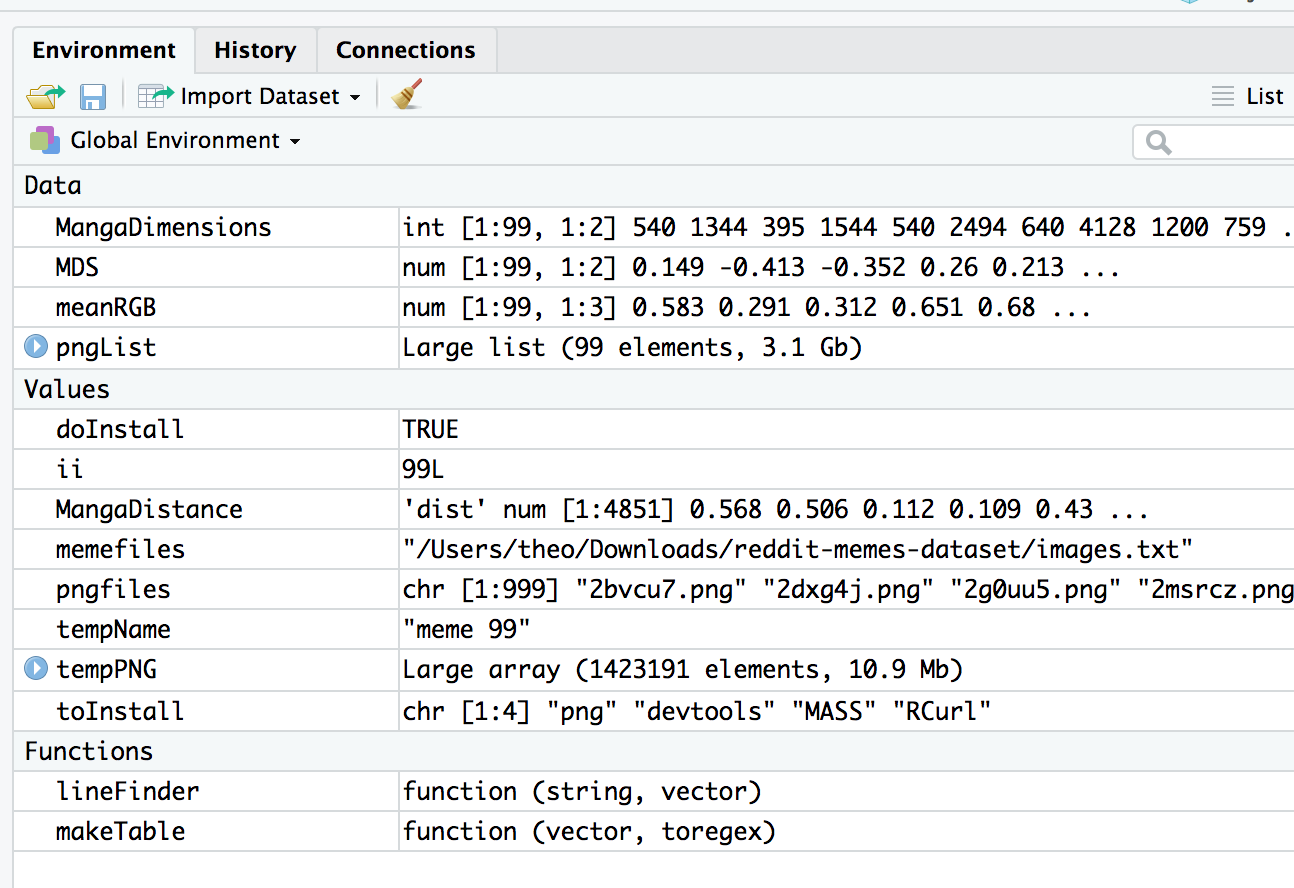 Environment History Connections
Import Dataset List
Global Environment
Data
MangaDimensions int [1:99, 1:2] 540 1344 395 1544 540 2494 640 4128 1200 759 .
MDS num [1:99, 1:2] 0.149 -0.413 -0.352 0.26 0.213 ...
meanRGB num [1:99, 1:3] 0.583 0.291 0.312 0.651 0.68 ...
pngList Large list (99 elements, 3.1 Gb)
Values
doInstall TRUE
ii 99L
MangaDistance 'dist' num [1:4851] 0.568 0.506 0.112 0.109 0.43 ...
memefiles "/Users/theo/Downloads/reddit-memes-dataset/images.txt"
pngfiles chr [1:999] "2bvcu7.png" "2dxg4j.png" "2g0uu5.png" "2msrcz.png
tempName "meme 99"
tempPNG Large array (1423191 elements, 10.9 Mb)
toInstall chr [1:4] "png" "devtools" "MASS" "RCurl"
Functions
lineFinder function (string, vector)
makeTable function (vector, toregex)